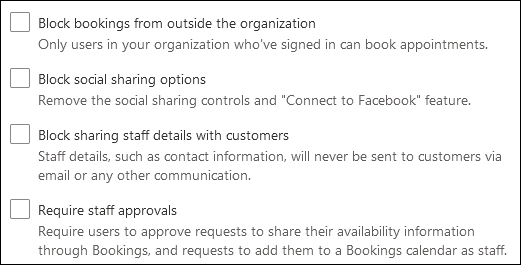 Block bookings from outside the organization
Only users in your organization who've signed in can book appointments.
Block social sharing options
Remove the social sharing controls and "Connect to Facebook" feature.
Block sharing staff details with customers
Staff details, such as contact information, will never be sent to customers via
email or any other communication.
Require staff approvals
Require users to approve requests to share their availability information
through Bookings, and requests to add them to a Bookings calendar as staff.